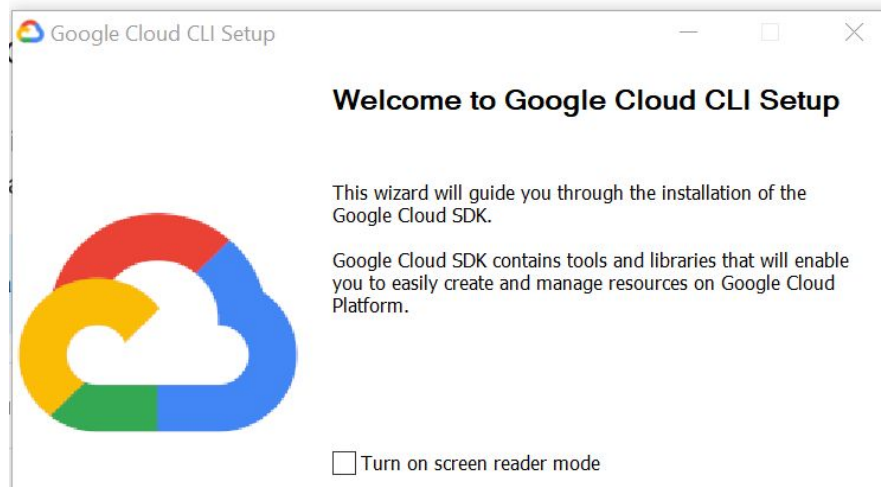 Google Cloud CLI Setup
Welcome to Google Cloud CLI Setup
This wizard will guide you through the installation of the
Google Cloud SDK.
Google Cloud SDK contains tools and libraries that will enable
you to easily create and manage resources on Google Cloud
Platform.
Turn on screen reader mode